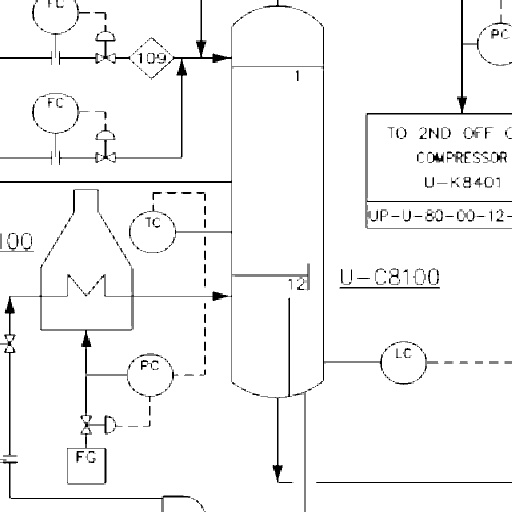 FC
PC
109
1
FC
TO 2ND OFF
COMPRESSOR
U-K8401
UP-U-80-00-12-
TC
100
12
U-C8100
LC
PC
FG